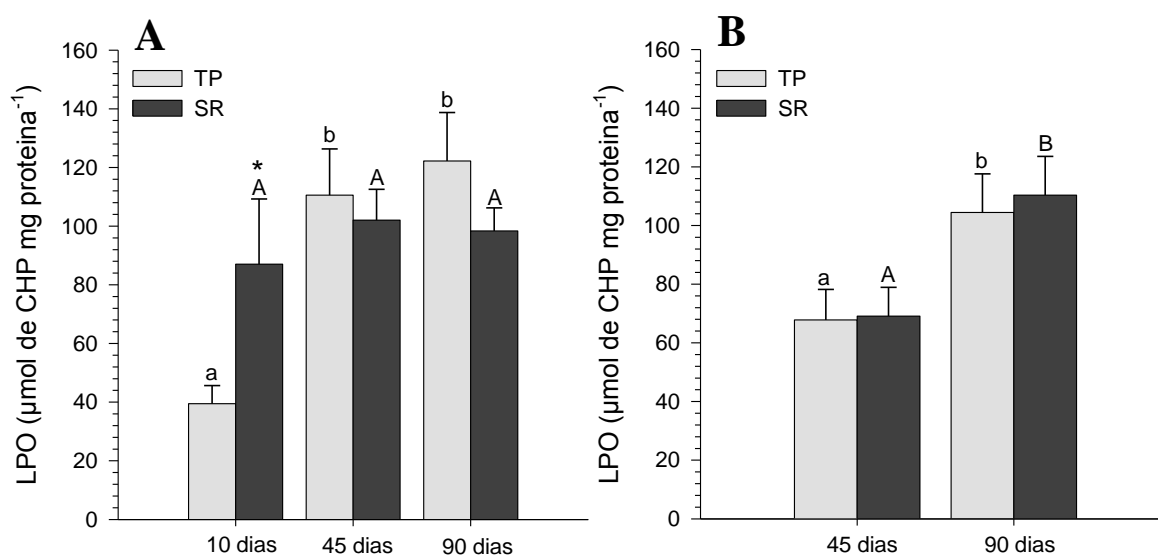 A
LPO (µmol de CHP mg proteina⁻¹)
160
140
120
100
80
60
40
20
0
TP
SR
a
*
A
b
A
b
A
10 dias
45 dias
90 dias
B
LPO (µmol de CHP mg proteina⁻¹)
160
140
120
100
80
60
40
20
0
TP
SR
a
A
b
B
45 dias
90 dias